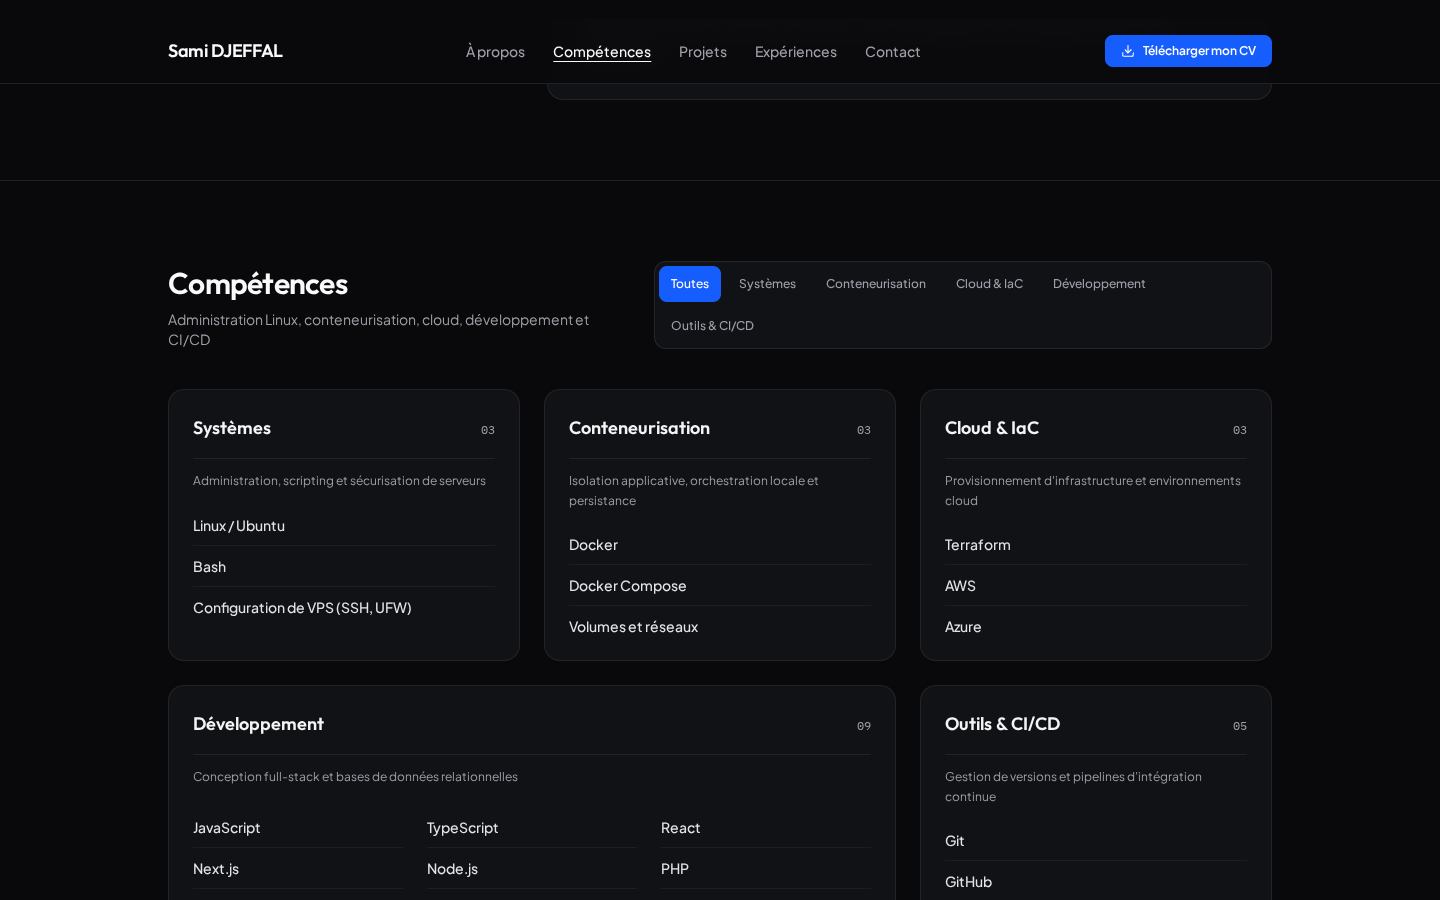 Sami DJEFFAL
À propos
Compétences
Projets
Expériences
Contact
Télécharger mon CV
Compétences
Administration Linux, conteneurisation, cloud, développement et
CI/CD
Toutes
Systèmes
Conteneurisation
Cloud & IaC
Développement
Outils & CI/CD
Systèmes
03
Administration, scripting et sécurisation de serveurs
Linux / Ubuntu
Bash
Configuration de VPS (SSH, UFW)
Conteneurisation
03
Isolation applicative, orchestration locale et
persistance
Docker
Docker Compose
Volumes et réseaux
Cloud & IaC
03
Provisionnement d'infrastructure et environnements
cloud
Terraform
AWS
Azure
Développement
09
Conception full-stack et bases de données relationnelles
JavaScript
TypeScript
React
Next.js
Node.js
PHP
Outils & CI/CD
05
Gestion de versions et pipelines d'intégration
continue
Git
GitHub